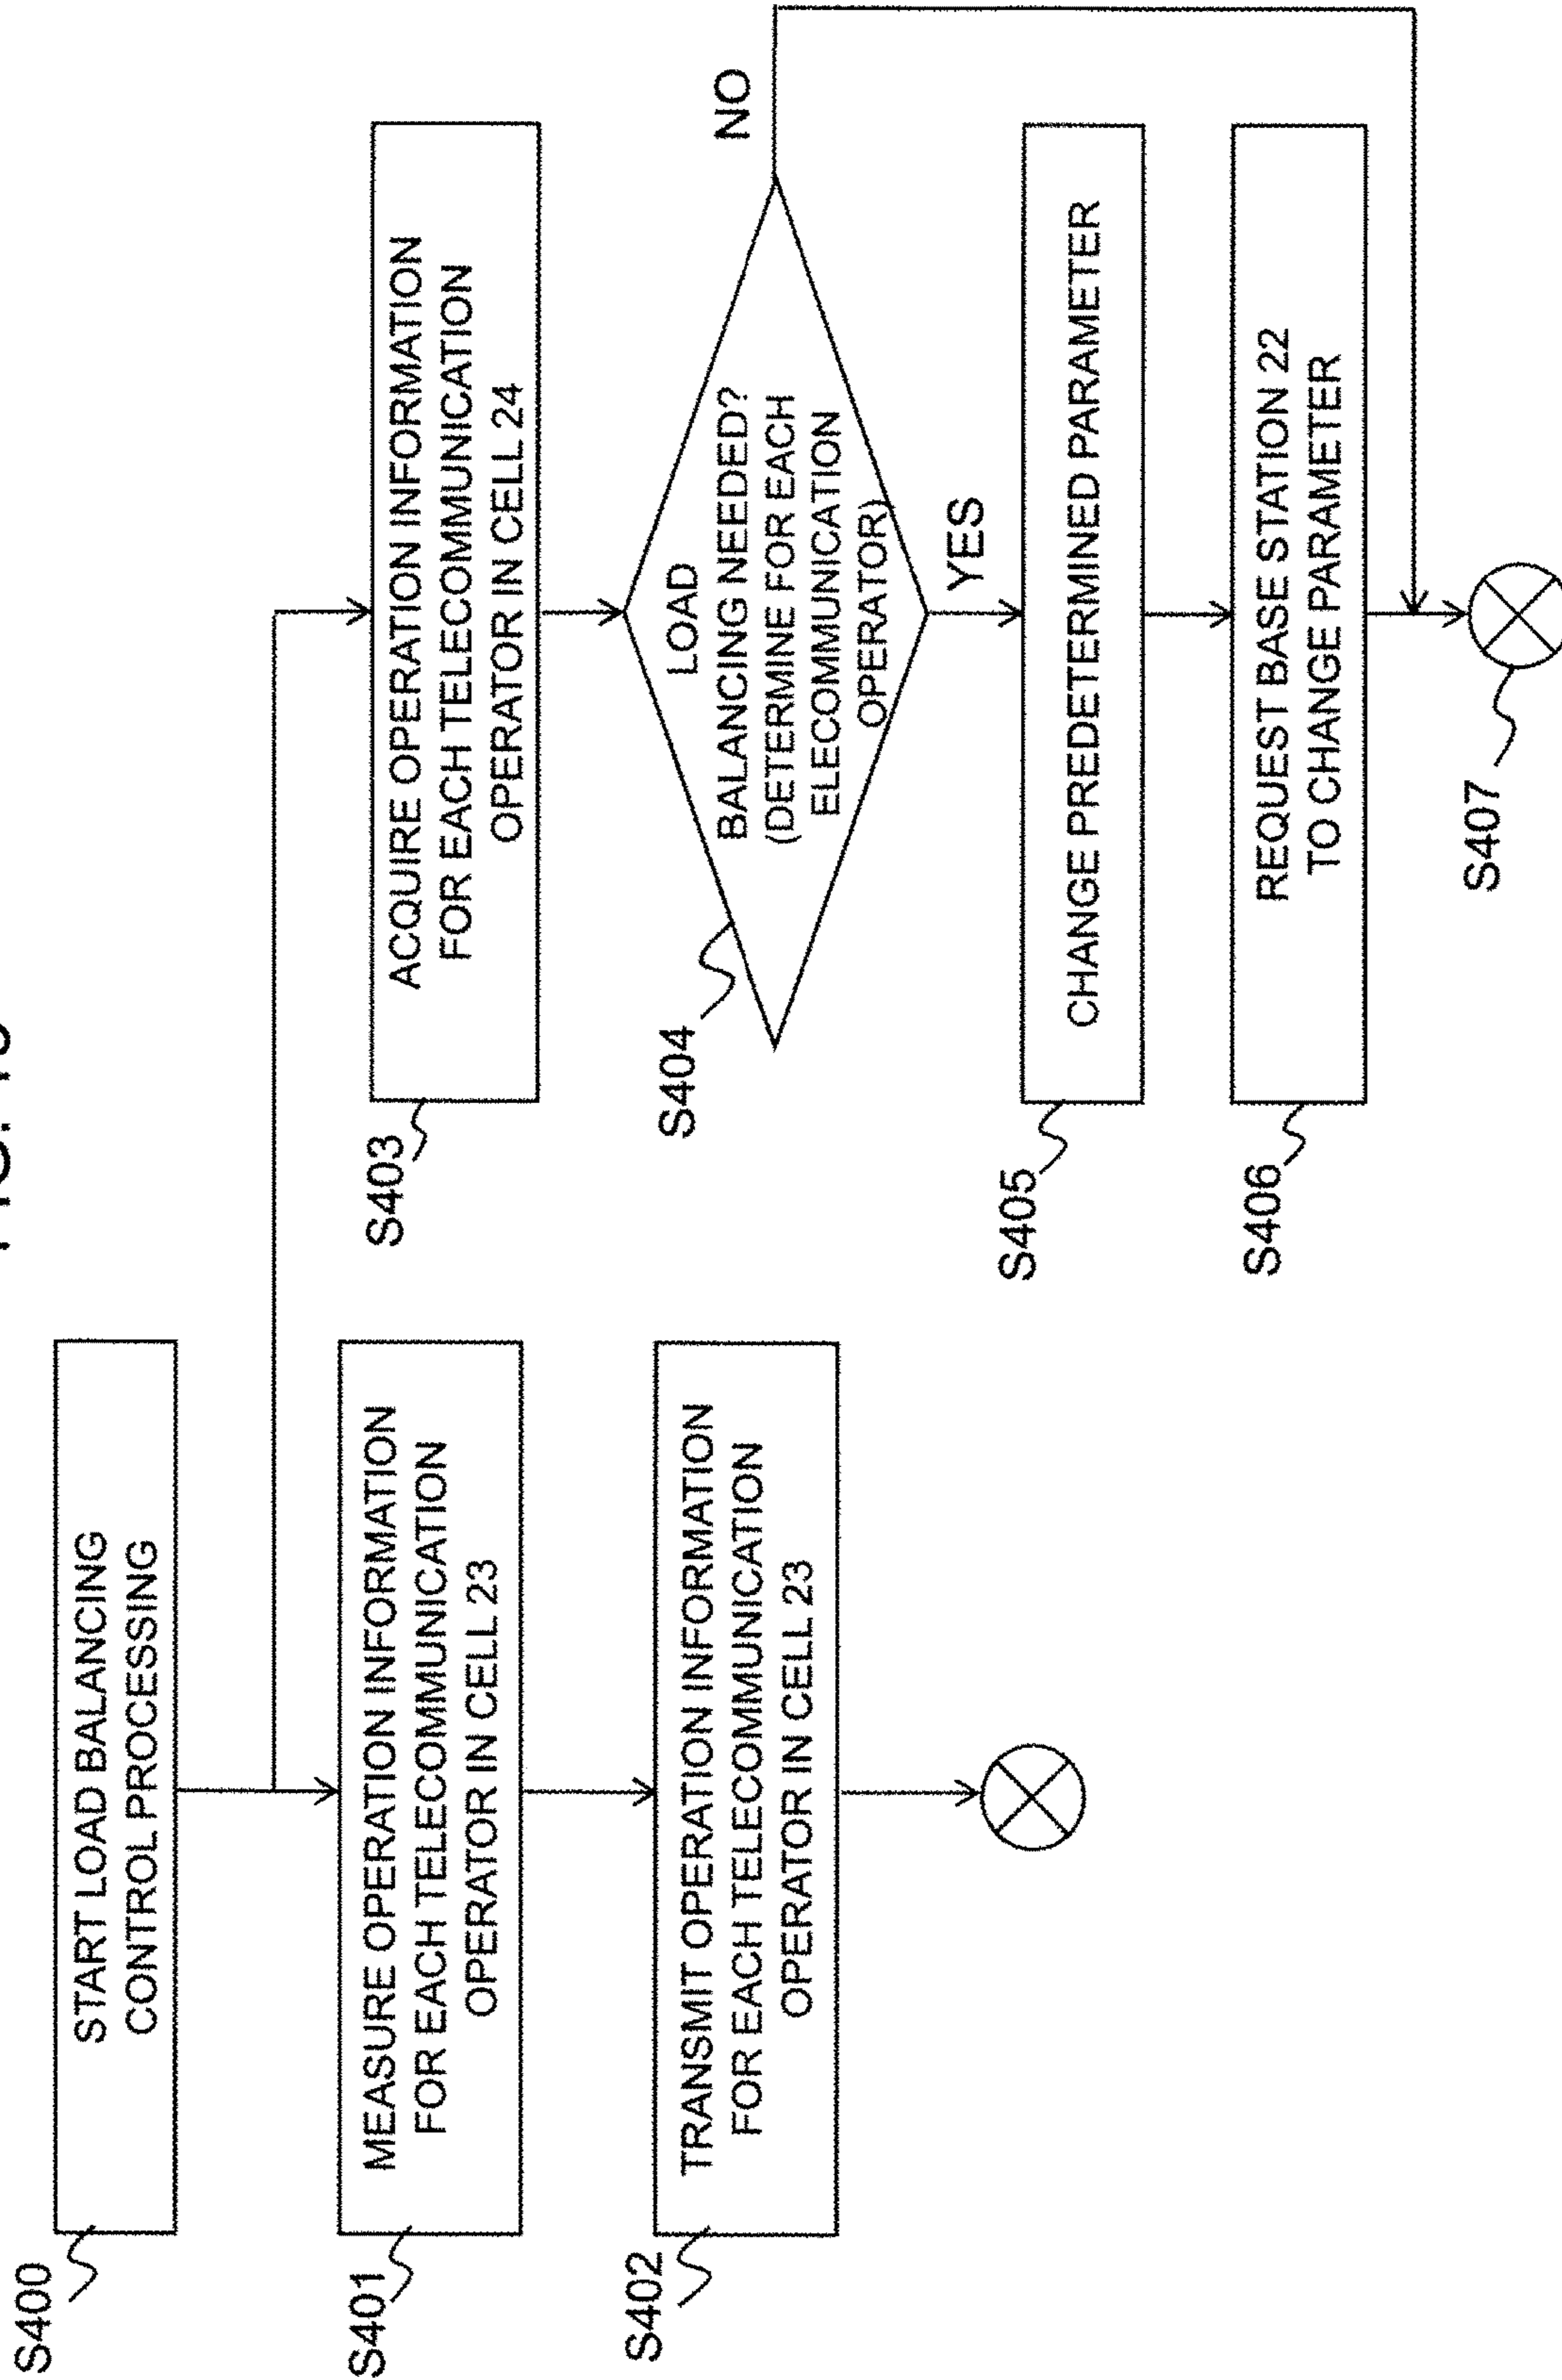 S400
START LOAD BALANCING
CONTROL PROCESSING
S401
MEASURE OPERATION INFORMATION
FOR EACH TELECOMMUNICATION
OPERATOR IN CELL 23
S402
TRANSMIT OPERATION INFORMATION
FOR EACH TELECOMMUNICATION
OPERATOR IN CELL 23
S403
ACQUIRE OPERATION INFORMATION
FOR EACH TELECOMMUNICATION
OPERATOR IN CELL 24
S404
LOAD
BALANCING NEEDED?
(DETERMINE FOR EACH
ELECOMMUNICATION
OPERATOR)
NO
YES
S405
CHANGE PREDETERMINED PARAMETER
S406
REQUEST BASE STATION 22
TO CHANGE PARAMETER
S407